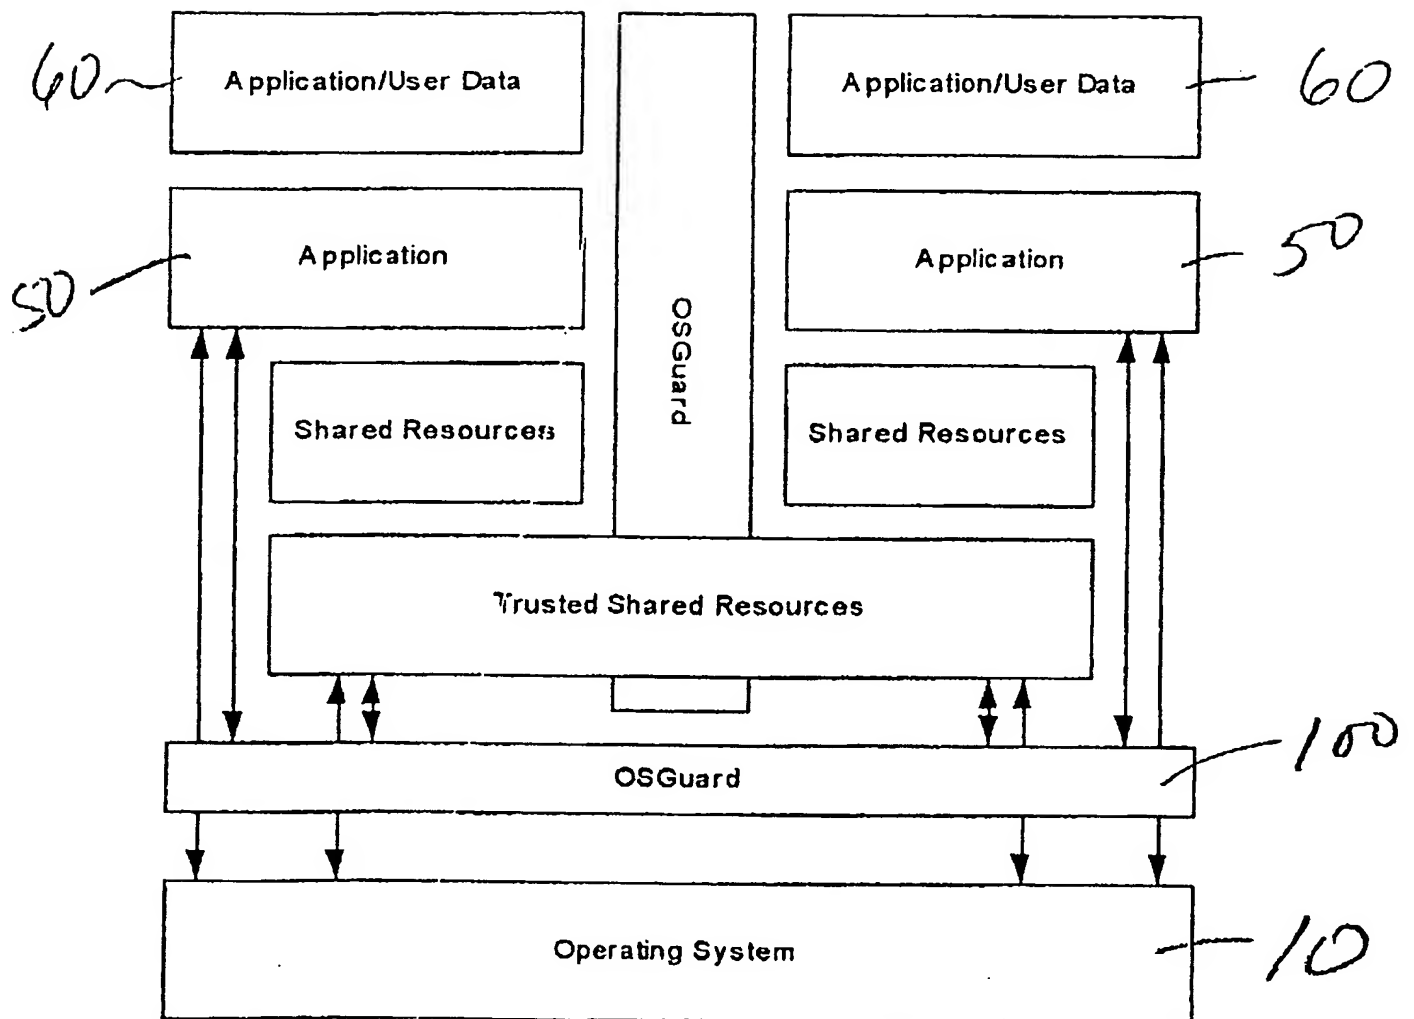 60 Application/User Data Application/User Data 60
50 Application Application 50
OSGuard
Shared Resources Shared Resources
Trusted Shared Resources
OSGuard 100
Operating System 10